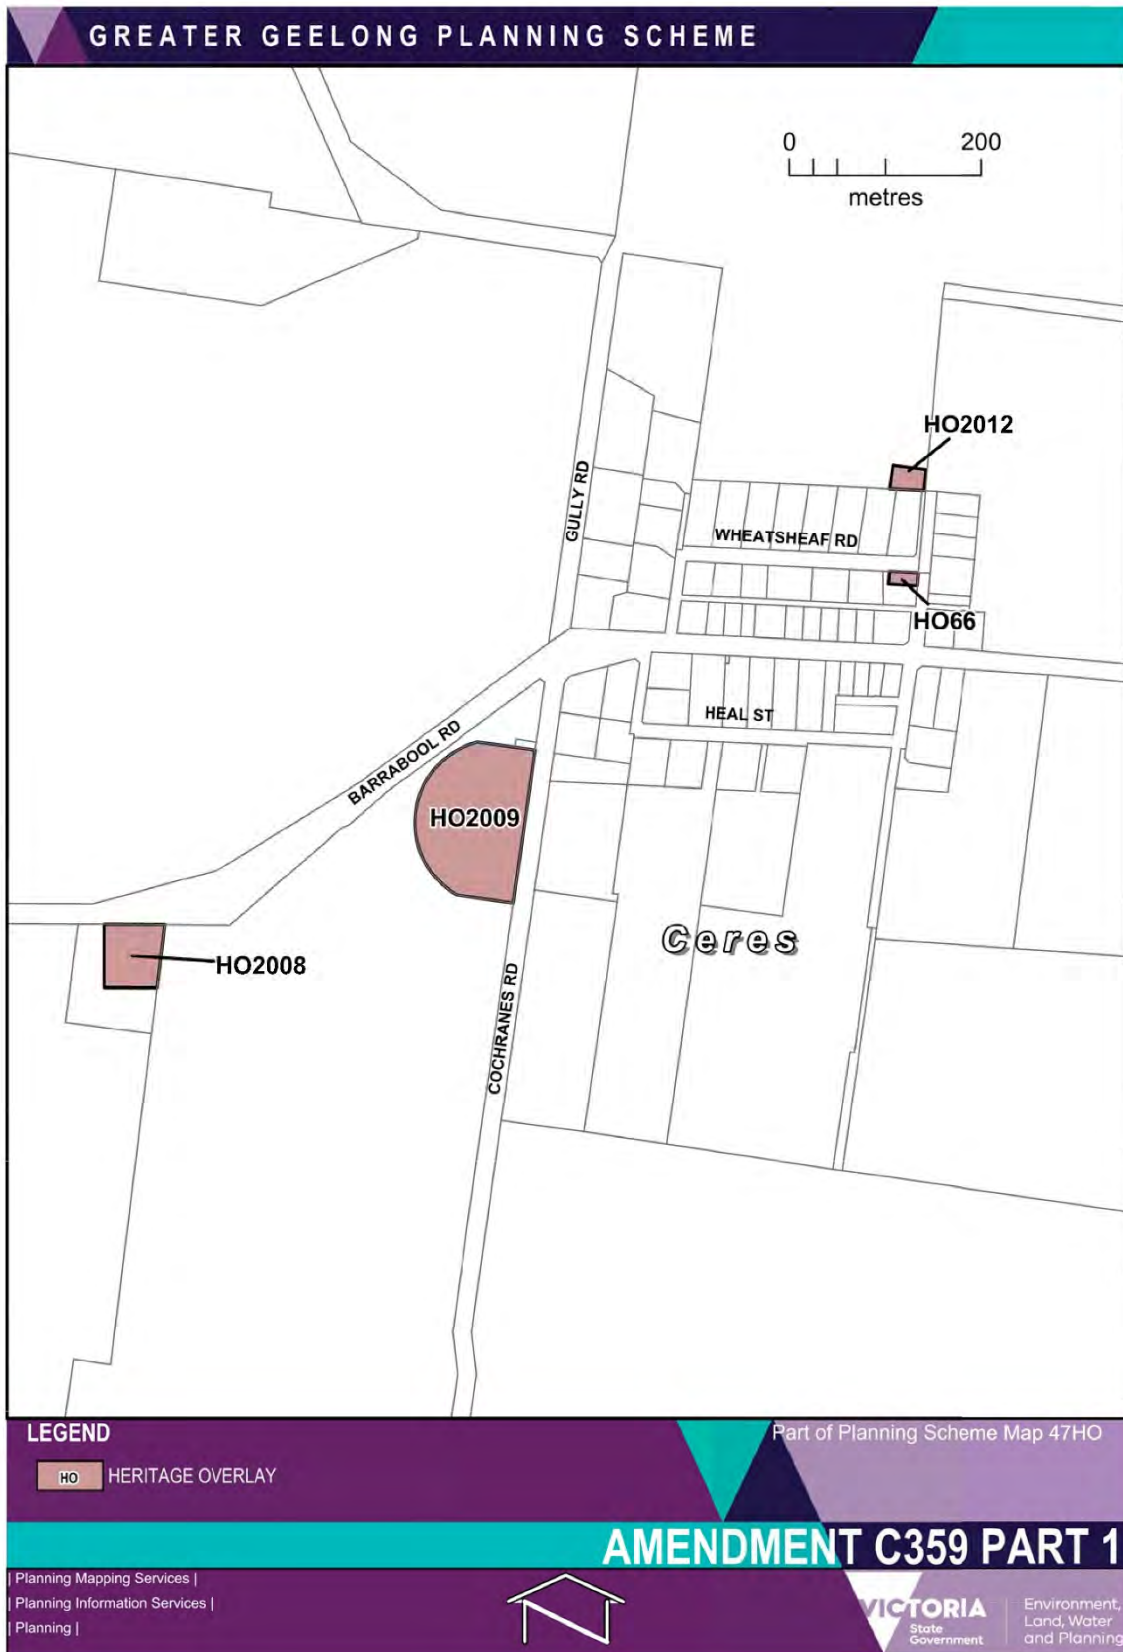 GREATER GEELONG PLANNING SCHEME
0 200
metres
HO2012
GULLY RD
WHEATSHEAF RD
HO66
HEAL ST
BARRABOOL RD
HO2009
Ceres
HO2008
COCHRANES RD
LEGEND
Part of Planning Scheme Map 47HO
HO HERITAGE OVERLAY
AMENDMENT C359 PART 1
| Planning Mapping Services |
| Planning Information Services |
| Planning |
VICTORIA
State
Government
Environment,
Land, Water
and Planning